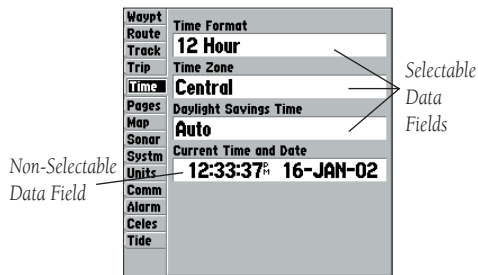 Waypt
Route
Track
Trip
Time
Pages
Map
Sonar
Systm
Units
Comm
Alarm
Celes
Tide
Time Format
12 Hour
Time Zone
Central
Daylight Savings Time
Auto
Current Time and Date
12:33:37PM 16-JAN-02
Selectable
Data
Fields
Non-Selectable
Data Field